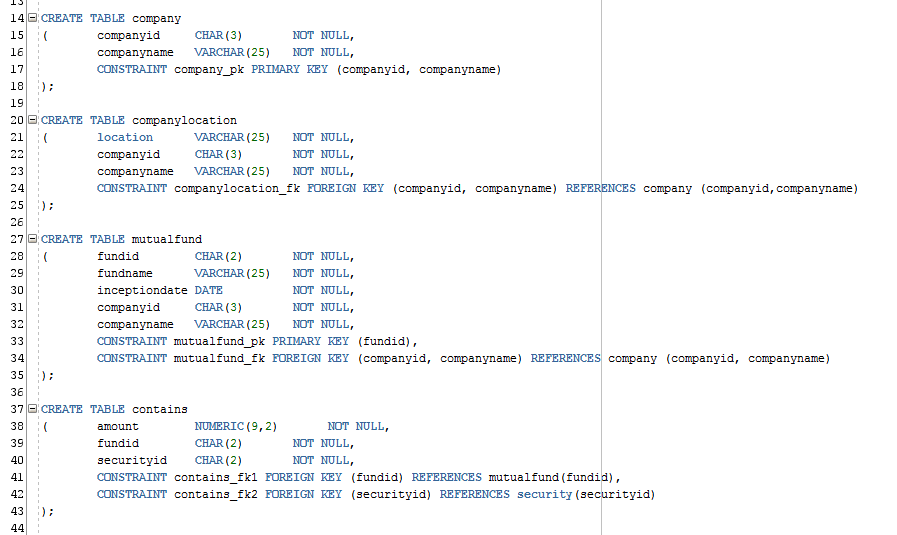 13
14 CREATE TABLE company
15 (       companyid     CHAR(3)       NOT NULL,
16         companyname   VARCHAR(25)   NOT NULL,
17         CONSTRAINT company_pk PRIMARY KEY (companyid, companyname)
18 );
19
20 CREATE TABLE companylocation
21 (       location      VARCHAR(25)   NOT NULL,
22         companyid     CHAR(3)       NOT NULL,
23         companyname   VARCHAR(25)   NOT NULL,
24         CONSTRAINT companylocation_fk FOREIGN KEY (companyid, companyname) REFERENCES company (companyid,companyname)
25 );
26
27 CREATE TABLE mutualfund
28 (       fundid        CHAR(2)       NOT NULL,
29         fundname      VARCHAR(25)   NOT NULL,
30         inceptiondate DATE          NOT NULL,
31         companyid     CHAR(3)       NOT NULL,
32         companyname   VARCHAR(25)   NOT NULL,
33         CONSTRAINT mutualfund_pk PRIMARY KEY (fundid),
34         CONSTRAINT mutualfund_fk FOREIGN KEY (companyid, companyname) REFERENCES company (companyid, companyname)
35 );
36
37 CREATE TABLE contains
38 (       amount        NUMERIC(9,2)       NOT NULL,
39         fundid        CHAR(2)       NOT NULL,
40         securityid    CHAR(2)       NOT NULL,
41         CONSTRAINT contains_fk1 FOREIGN KEY (fundid) REFERENCES mutualfund(fundid),
42         CONSTRAINT contains_fk2 FOREIGN KEY (securityid) REFERENCES security(securityid)
43 );
44